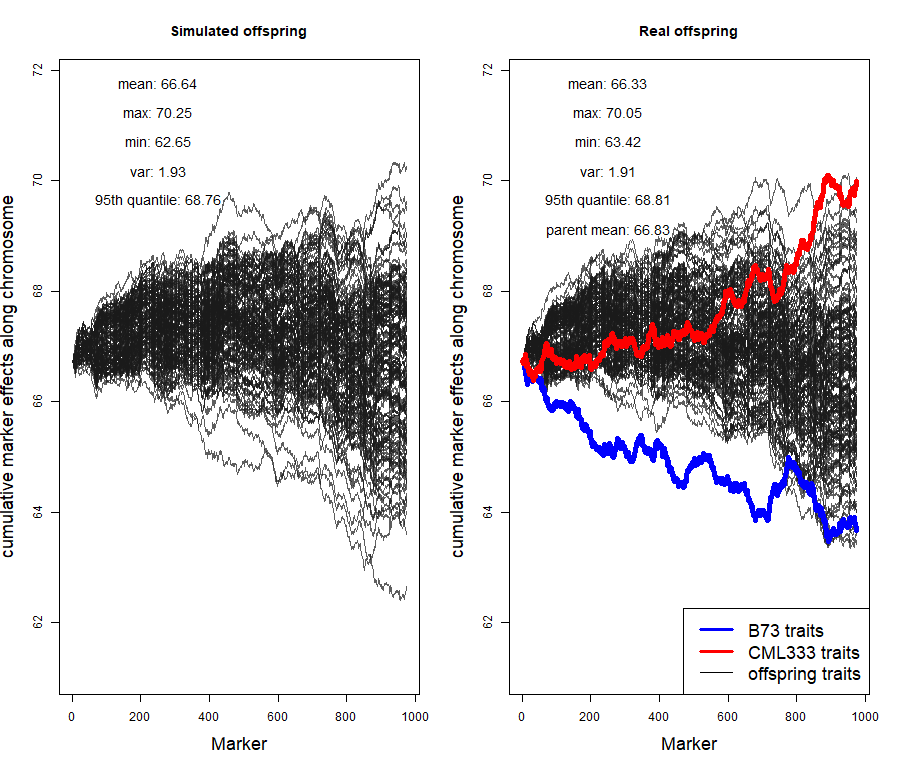 Simulated offspring
mean: 66.64
max: 70.25
min: 62.65
var: 1.93
95th quantile: 68.76
72
70
68
66
64
62
cumulative marker effects along chromosome
0 200 400 600 800 1000
Marker
Real offspring
mean: 66.33
max: 70.05
min: 63.42
var: 1.91
95th quantile: 68.81
parent mean: 66.83
72
70
68
66
64
62
cumulative marker effects along chromosome
B73 traits
CML333 traits
offspring traits
0 200 400 600 800 1000
Marker